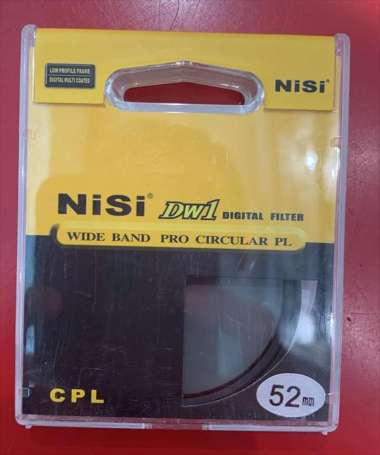 LOW PROFILE FRAME
DIGITAL MULTI COATED
NiSi®
NiSi® DW1 DIGITAL FILTER
WIDE BAND PRO CIRCULAR PL
CPL
52mm